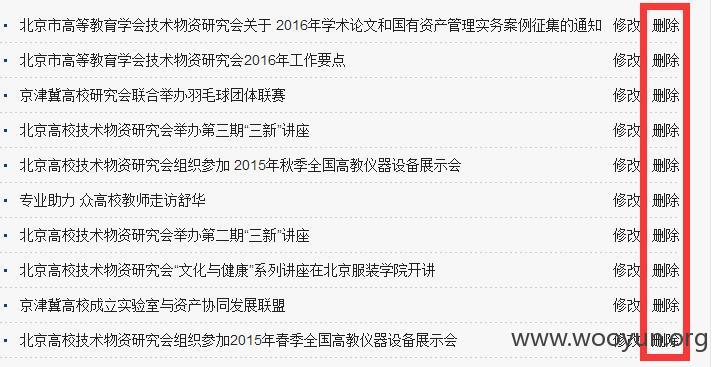 北京市高等教育学会技术物资研究会关于 2016年学术论文和国有资产管理实务案例征集的通知 修改 删除
北京市高等教育学会技术物资研究会2016年工作要点 修改 删除
京津冀高校研究会联合举办羽毛球团体联赛 修改 删除
北京高校技术物资研究会举办第三期“三新”讲座 修改 删除
北京高校技术物资研究会组织参加 2015年秋季全国高教仪器设备展示会 修改 删除
专业助力 众高校教师走访舒华 修改 删除
北京高校技术物资研究会举办第二期“三新”讲座 修改 删除
北京高校技术物资研究会“文化与健康”系列讲座在北京服装学院开讲 修改 删除
京津冀高校成立实验室与资产协同发展联盟 修改 删除
北京高校技术物资研究会组织参加2015年春季全国高教仪器设备展示会 修改 删除
www.wooyun.org